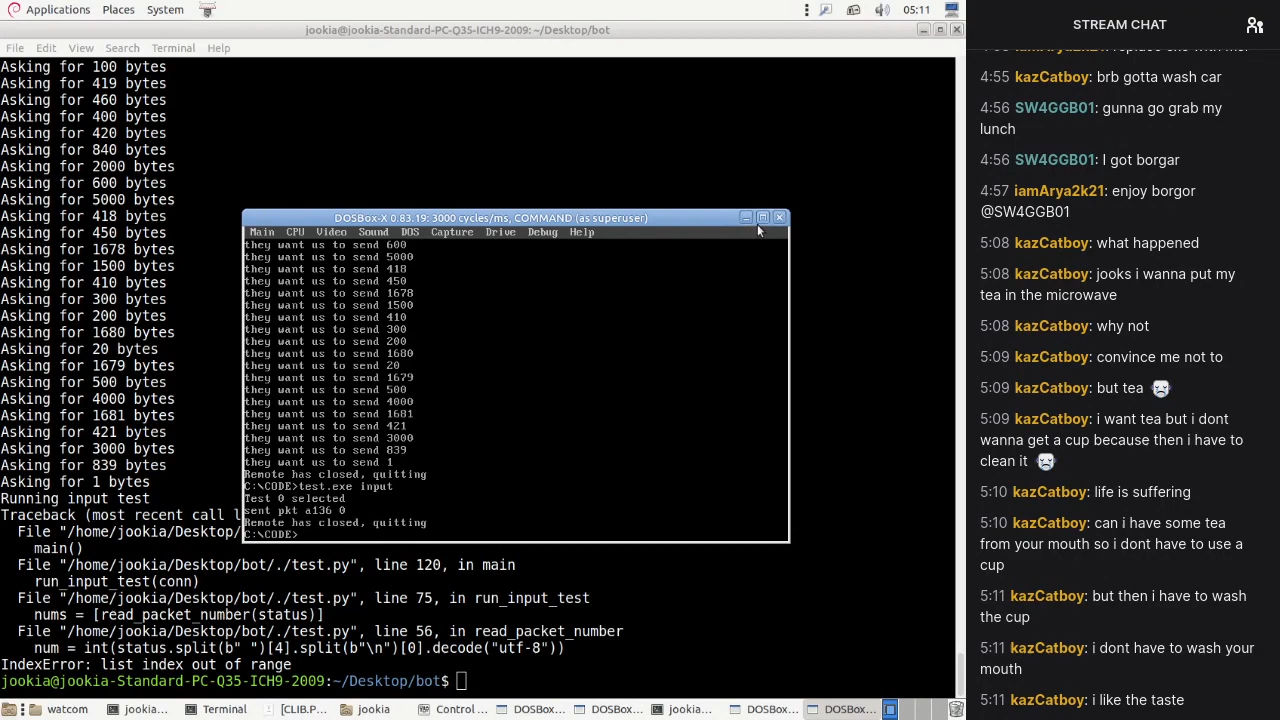 Applications Places System 05:11
jookia@jookia-Standard-PC-Q35-ICH9-2009: ~/Desktop/bot
File Edit View Search Terminal Help
Asking for 100 bytes
Asking for 419 bytes
Asking for 460 bytes
Asking for 400 bytes
Asking for 420 bytes
Asking for 840 bytes
Asking for 2000 bytes
Asking for 600 bytes
Asking for 5000 bytes
Asking for 418 bytes
Asking for 450 bytes
Asking for 1678 bytes
Asking for 1500 bytes
Asking for 410 bytes
Asking for 300 bytes
Asking for 200 bytes
Asking for 1680 bytes
Asking for 20 bytes
Asking for 1679 bytes
Asking for 500 bytes
Asking for 4000 bytes
Asking for 1681 bytes
Asking for 421 bytes
Asking for 3000 bytes
Asking for 839 bytes
Asking for 1 bytes
Running input test
Traceback (most recent call l
File "/home/jookia/Desktop/
main()
File "/home/jookia/Desktop/bot/./test.py", line 120, in main
run_input_test(conn)
File "/home/jookia/Desktop/bot/./test.py", line 75, in run_input_test
nums = [read_packet_number(status)]
File "/home/jookia/Desktop/bot/./test.py", line 56, in read_packet_number
num = int(status.split(b" ")[4].split(b"\n")[0].decode("utf-8"))
IndexError: list index out of range
jookia@jookia-Standard-PC-Q35-ICH9-2009:~/Desktop/bot$
DOSBox-X 0.83.19: 3000 cycles/ms, COMMAND (as superuser)
Main CPU Video Sound DOS Capture Drive Debug Help
they want us to send 600
they want us to send 5000
they want us to send 418
they want us to send 450
they want us to send 1678
they want us to send 1500
they want us to send 410
they want us to send 300
they want us to send 200
they want us to send 1680
they want us to send 20
they want us to send 1679
they want us to send 500
they want us to send 4000
they want us to send 1681
they want us to send 421
they want us to send 3000
they want us to send 839
they want us to send 1
Remote has closed, quitting
C:\CODE>test.exe input
Test 0 selected
sent pkt a136 0
Remote has closed, quitting
C:\CODE>
watcom jookia... Terminal [CLIB.P... jookia Control ... DOSBox... DOSBox... jookia... DOSBox... DOSBox...
STREAM CHAT
4:55 kazCatboy: brb gotta wash car
4:56 SW4GGB01: gunna go grab my
lunch
4:56 SW4GGB01: I got borgar
4:57 iamArya2k21: enjoy borgor
@SW4GGB01
5:08 kazCatboy: what happened
5:08 kazCatboy: jooks i wanna put my
tea in the microwave
5:08 kazCatboy: why not
5:09 kazCatboy: convince me not to
5:09 kazCatboy: but tea
5:09 kazCatboy: i want tea but i dont
wanna get a cup because then i have to
clean it
5:10 kazCatboy: life is suffering
5:10 kazCatboy: can i have some tea
from your mouth so i dont have to use a
cup
5:11 kazCatboy: but then i have to wash
the cup
5:11 kazCatboy: i dont have to wash your
mouth
5:11 kazCatboy: i like the taste